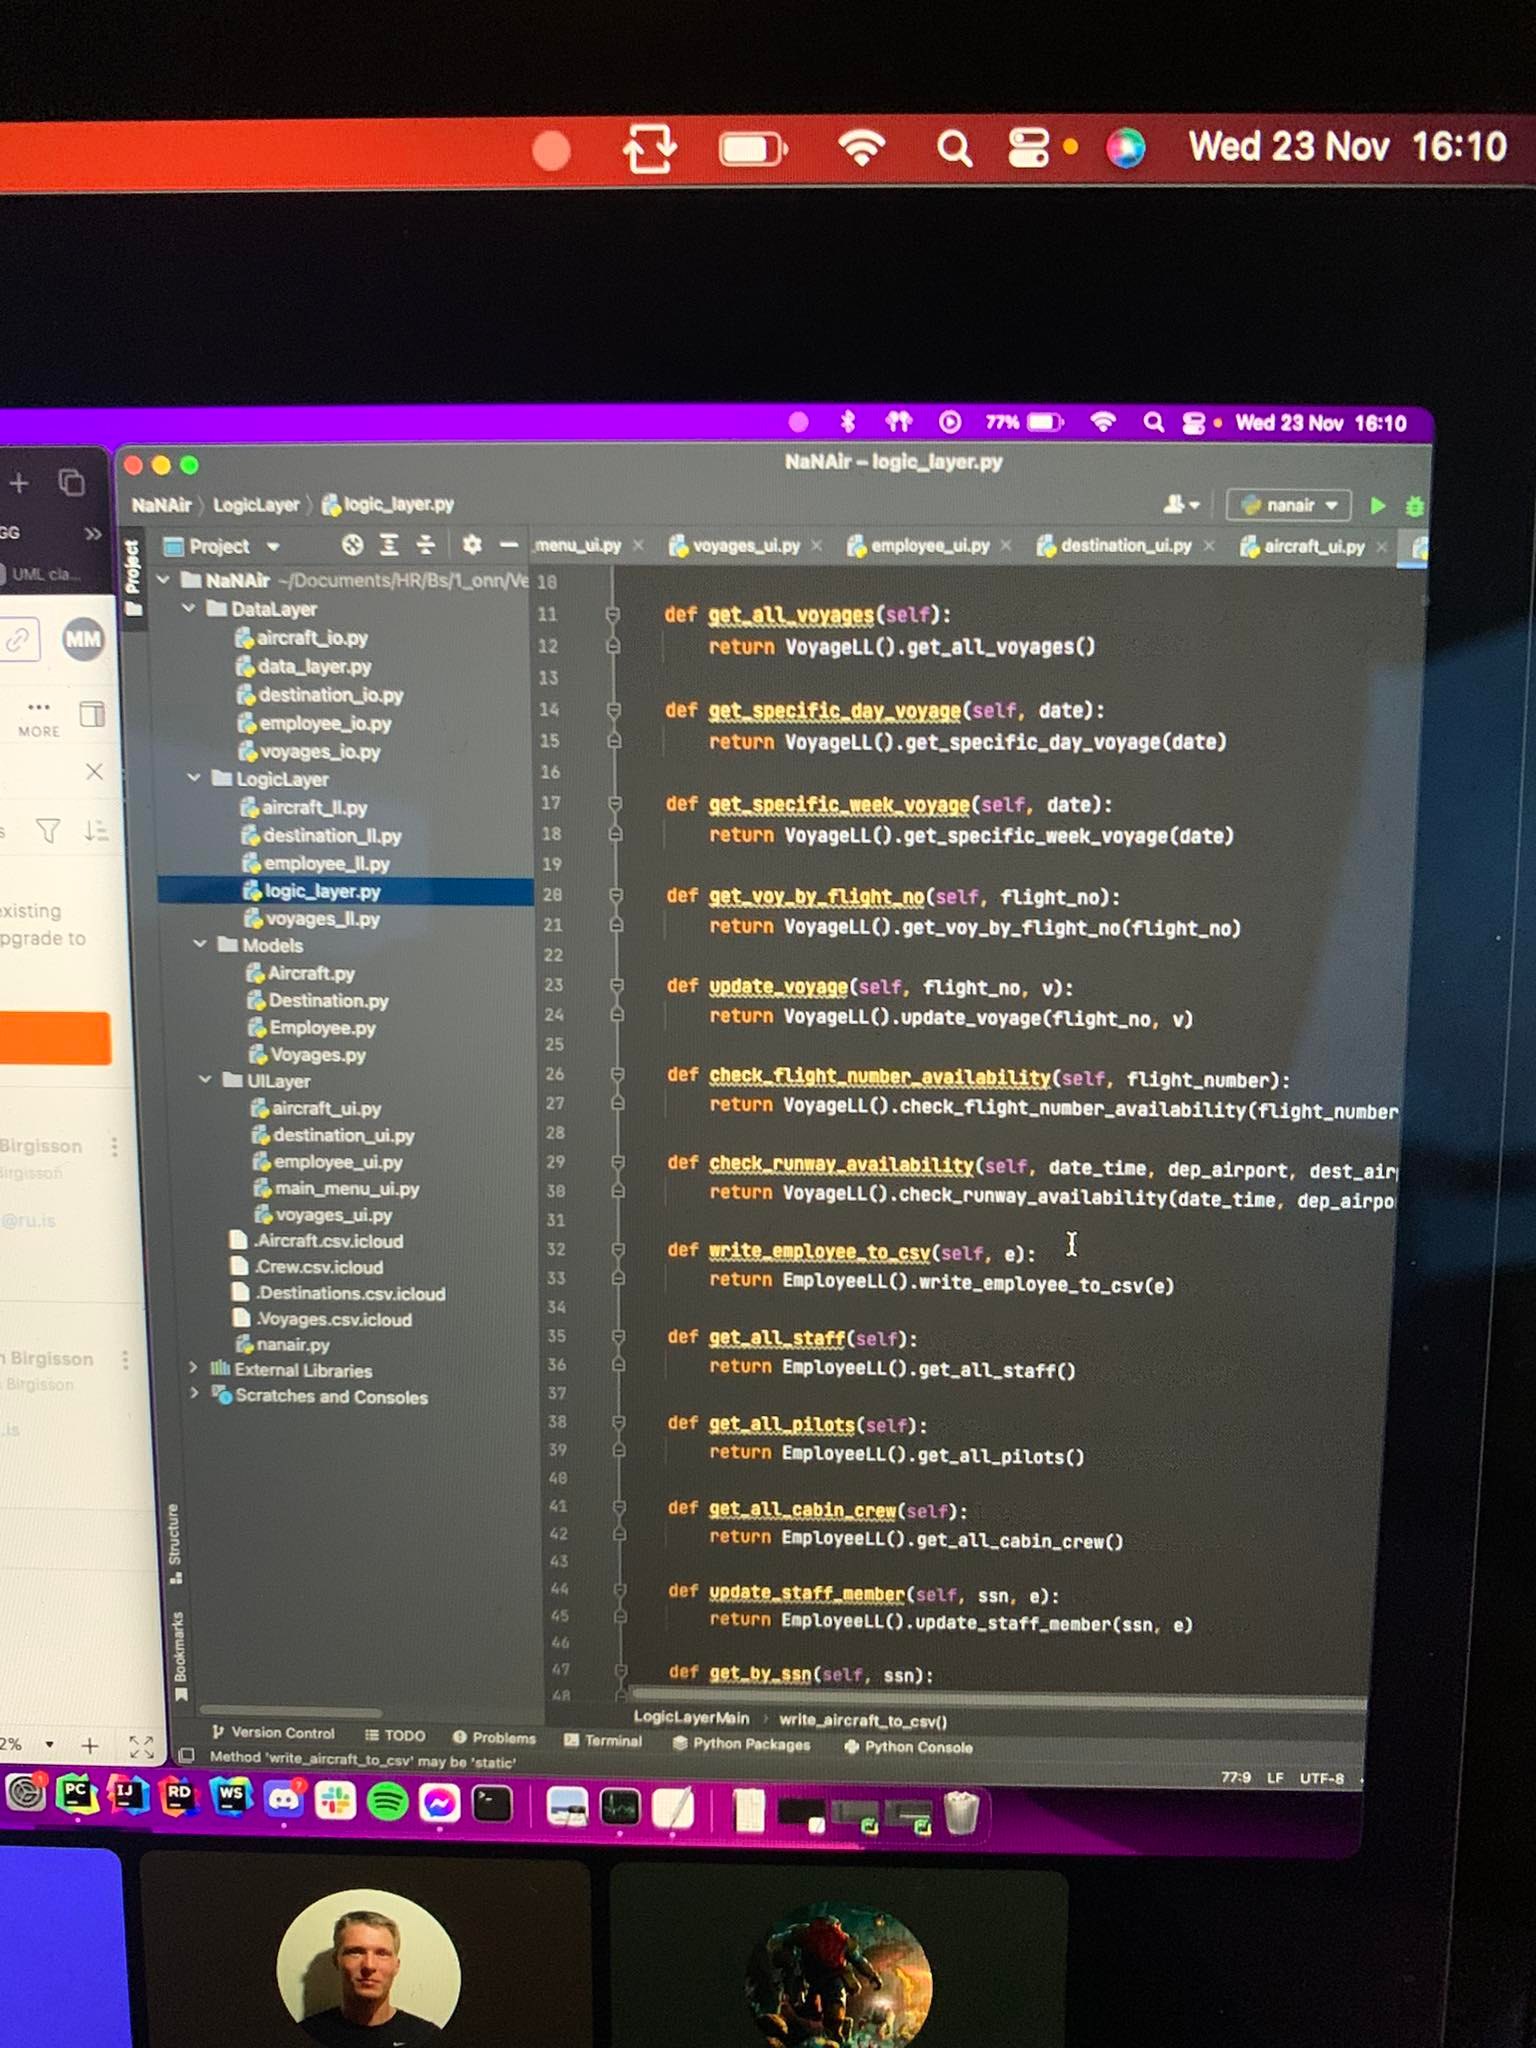 Wed 23 Nov 16:10
77% Wed 23 Nov 16:10
NaNAir – logic_layer.py
NaNAir LogicLayer logic_layer.py
nanair
GG
UML cla...
MM
MORE
existing
pgrade to
Birgisson
Birgisson
@ru.is
Birgisson
Birgisson
.is
2%
Project
Structure
Bookmarks
Project
menu_ui.py voyages_ui.py employee_ui.py destination_ui.py aircraft_ui.py
NaNAir ~/Documents/HR/Bs/1_onn/Ve
DataLayer
aircraft_io.py
data_layer.py
destination_io.py
employee_io.py
voyages_io.py
LogicLayer
aircraft_ll.py
destination_ll.py
employee_ll.py
logic_layer.py
voyages_ll.py
Models
Aircraft.py
Destination.py
Employee.py
Voyages.py
UILayer
aircraft_ui.py
destination_ui.py
employee_ui.py
main_menu_ui.py
voyages_ui.py
.Aircraft.csv.icloud
.Crew.csv.icloud
.Destinations.csv.icloud
.Voyages.csv.icloud
nanair.py
External Libraries
Scratches and Consoles
10
11 def get_all_voyages(self):
12 return VoyageLL().get_all_voyages()
13
14 def get_specific_day_voyage(self, date):
15 return VoyageLL().get_specific_day_voyage(date)
16
17 def get_specific_week_voyage(self, date):
18 return VoyageLL().get_specific_week_voyage(date)
19
20 def get_voy_by_flight_no(self, flight_no):
21 return VoyageLL().get_voy_by_flight_no(flight_no)
22
23 def update_voyage(self, flight_no, v):
24 return VoyageLL().update_voyage(flight_no, v)
25
26 def check_flight_number_availability(self, flight_number):
27 return VoyageLL().check_flight_number_availability(flight_number
28
29 def check_runway_availability(self, date_time, dep_airport, dest_air
30 return VoyageLL().check_runway_availability(date_time, dep_airpo
31
32 def write_employee_to_csv(self, e):
33 return EmployeeLL().write_employee_to_csv(e)
34
35 def get_all_staff(self):
36 return EmployeeLL().get_all_staff()
37
38 def get_all_pilots(self):
39 return EmployeeLL().get_all_pilots()
40
41 def get_all_cabin_crew(self):
42 return EmployeeLL().get_all_cabin_crew()
43
44 def update_staff_member(self, ssn, e):
45 return EmployeeLL().update_staff_member(ssn, e)
46
47 def get_by_ssn(self, ssn):
48
LogicLayerMain write_aircraft_to_csv()
Version Control TODO Problems Terminal Python Packages Python Console
Method 'write_aircraft_to_csv' may be 'static'
77:9 LF UTF-8
PC IJ RD WS